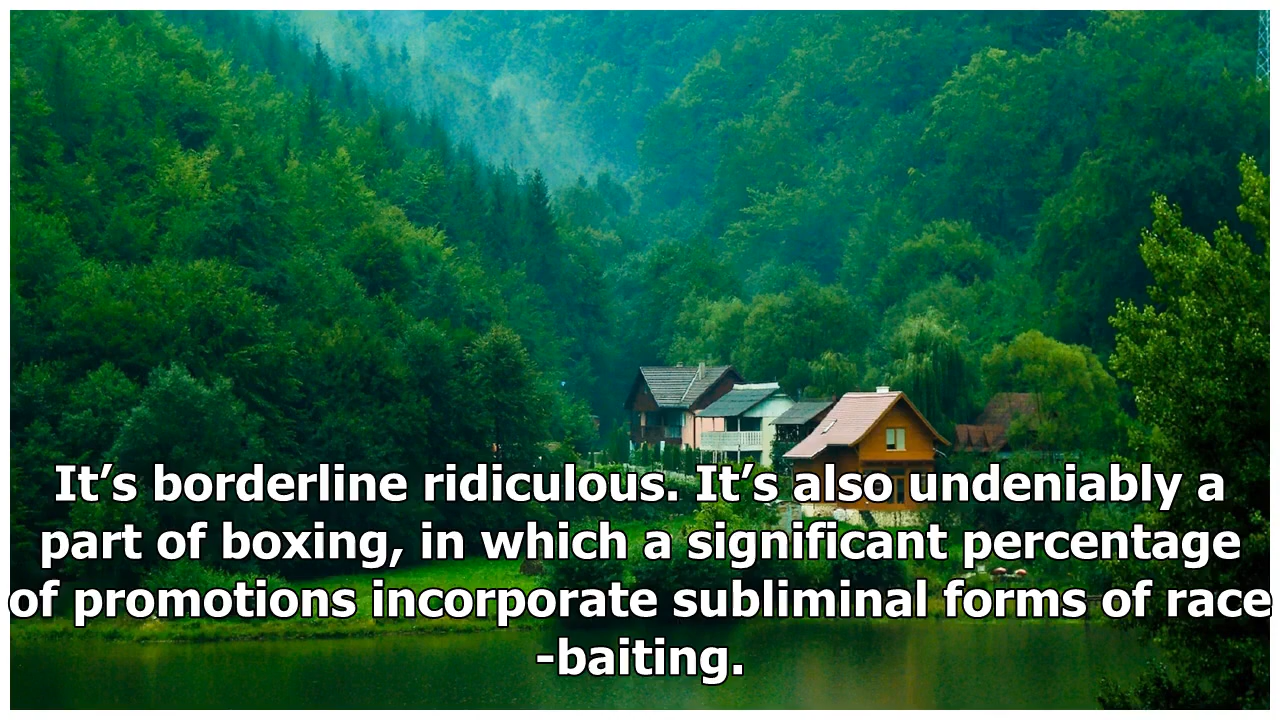 It’s borderline ridiculous. It’s also undeniably a
part of boxing, in which a significant percentage
of promotions incorporate subliminal forms of race
-baiting.